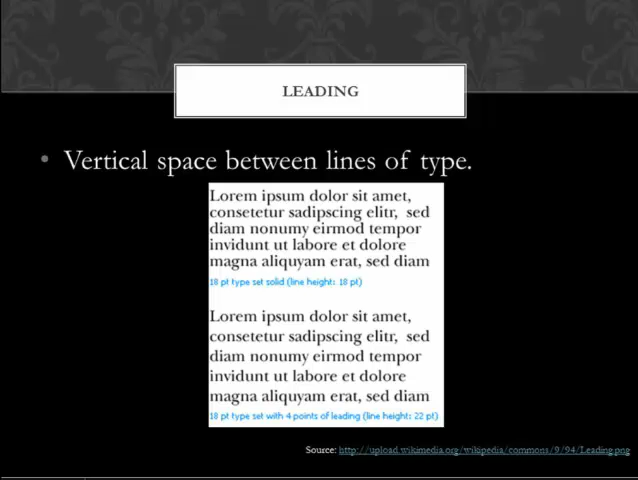 LEADING
• Vertical space between lines of type.
Lorem ipsum dolor sit amet,
consetetur sadipscing elitr, sed
diam nonumy eirmod tempor
invidunt ut labore et dolore
magna aliquyam erat, sed diam
18 pt type set solid (line height: 18 pt)
Lorem ipsum dolor sit amet,
consetetur sadipscing elitr, sed
diam nonumy eirmod tempor
invidunt ut labore et dolore
magna aliquyam erat, sed diam
18 pt type set with 4 points of leading (line height: 22 pt)
Source: http://upload.wikimedia.org/wikipedia/commons/9/94/Leading.png